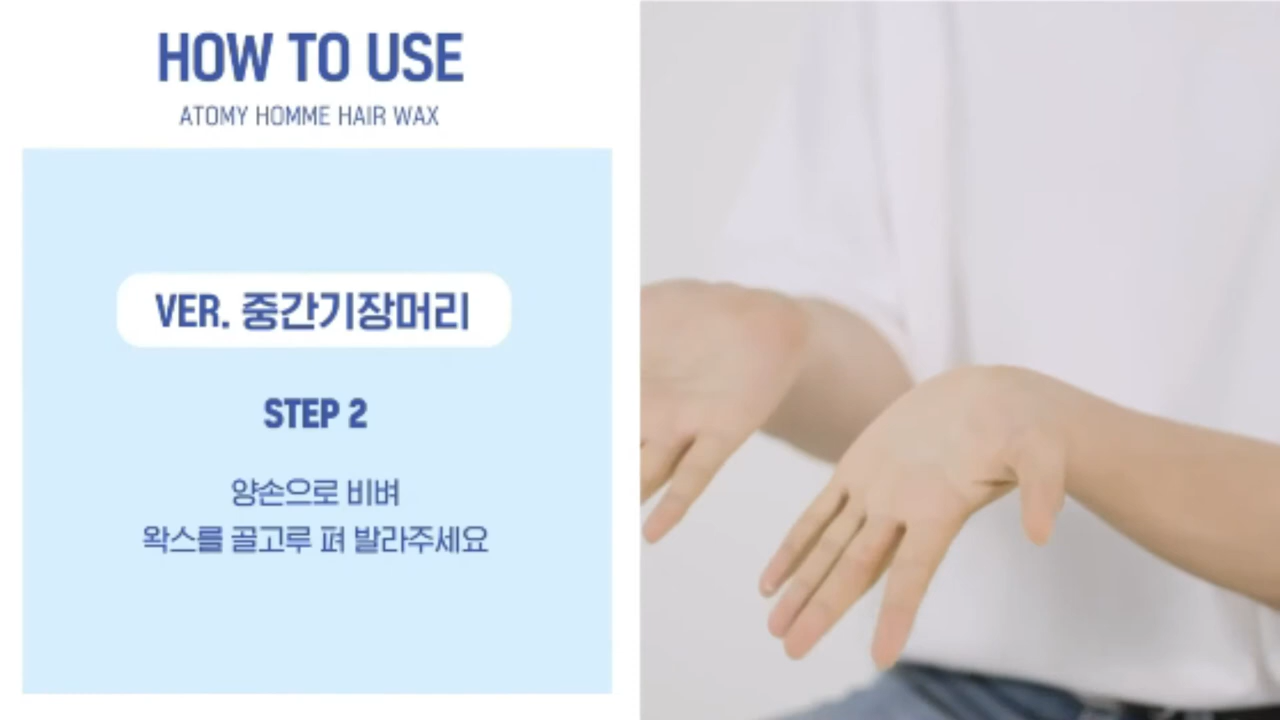 HOW TO USE
ATOMY HOMME HAIR WAX
VER. 중간기장머리
STEP 2
양손으로 비벼
왁스를 골고루 펴 발라주세요